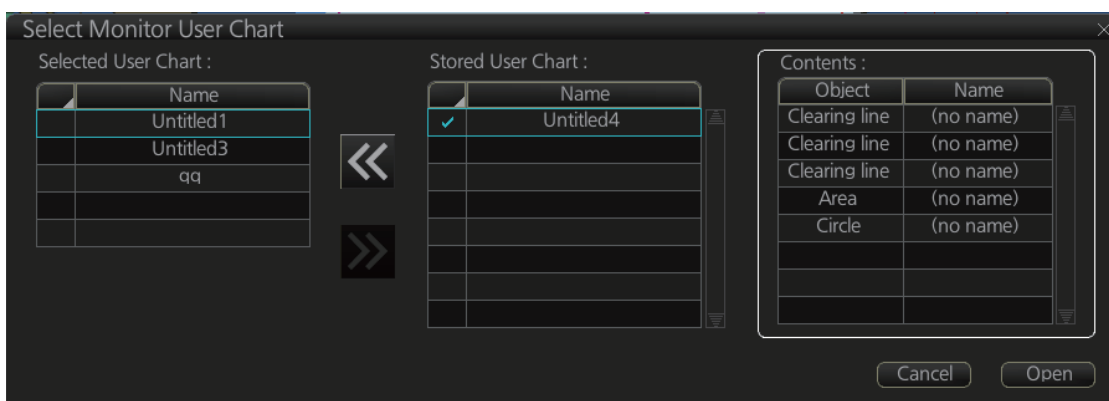 Select Monitor User Chart
Selected User Chart :
Name
Untitled1
Untitled3
qq
Stored User Chart :
Name
Untitled4
Contents :
Object Name
Clearing line (no name)
Clearing line (no name)
Clearing line (no name)
Area (no name)
Circle (no name)
Cancel Open